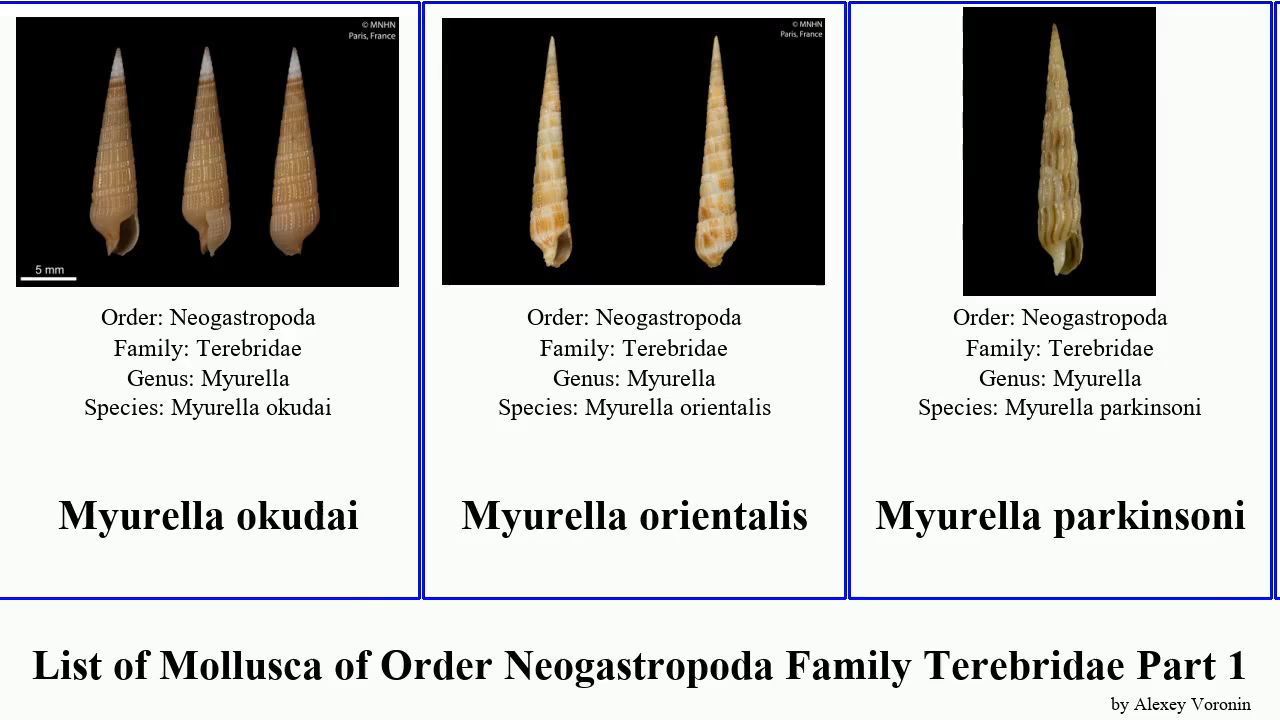 © MNHN
Paris, France
5 mm
Order: Neogastropoda
Family: Terebridae
Genus: Myurella
Species: Myurella okudai
Myurella okudai
© MNHN
Paris, France
Order: Neogastropoda
Family: Terebridae
Genus: Myurella
Species: Myurella orientalis
Myurella orientalis
Order: Neogastropoda
Family: Terebridae
Genus: Myurella
Species: Myurella parkinsoni
Myurella parkinsoni
List of Mollusca of Order Neogastropoda Family Terebridae Part 1
by Alexey Voronin